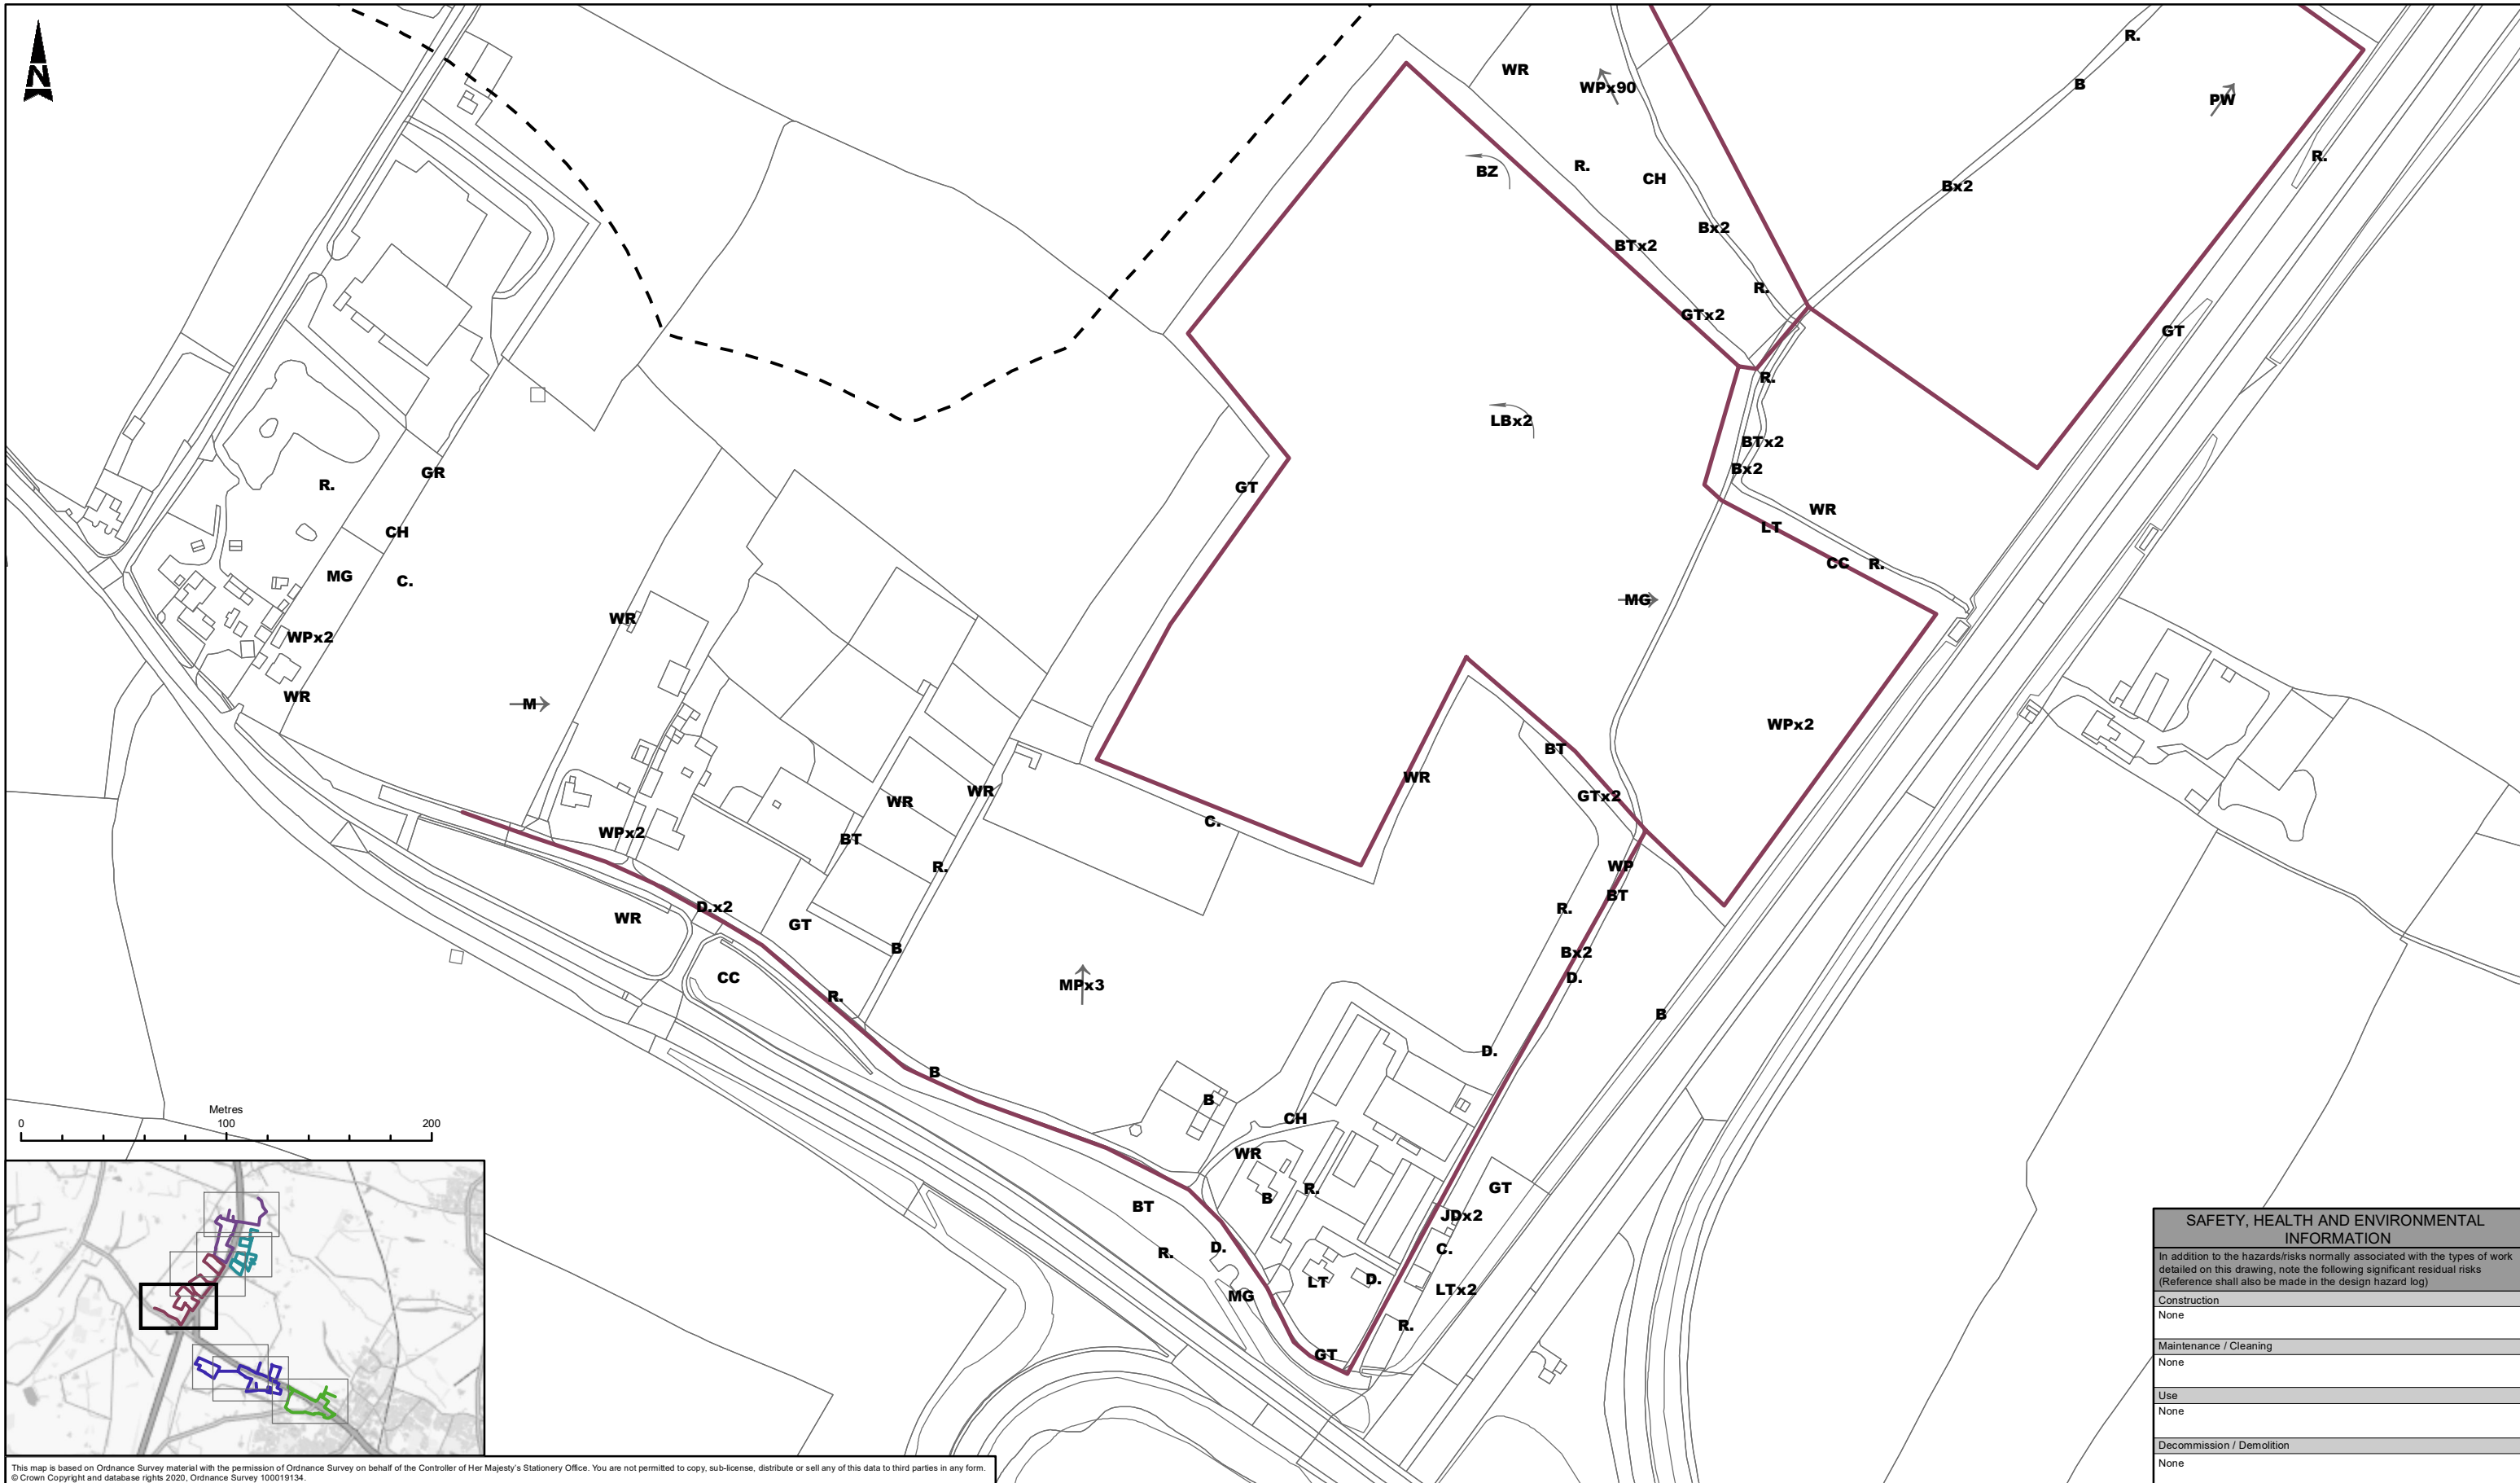 N
R.
WR
WPx90
B
PW
BZ
R.
R.
CH
Bx2
Bx2
BTx2
R.
GTx2
GT
R.
LBx2
BTx2
Bx2
GR
R.
GT
WR
LT
CH
CC
R.
MG
C.
MG
WR
WPx2
WR
M
WPx2
BT
WR
WR
WR
GTx2
C.
WPx2
BT
R.
WP
BT
D.x2
WR
GT
R.
B
Bx2
CC
D.
MPx3
R.
B
D.
B
B
Metres
0
100
200
CH
WR
GT
R.
B
BT
JDx2
D.
R.
C.
LT
D.
LTx2
MG
R.
GT
SAFETY, HEALTH AND ENVIRONMENTAL
INFORMATION
In addition to the hazards/risks normally associated with the types of work
detailed on this drawing, note the following significant residual risks
(Reference shall also be made in the design hazard log)
Construction
None
Maintenance / Cleaning
None
Use
None
Decommission / Demolition
None
This map is based on Ordnance Survey material with the permission of Ordnance Survey on behalf of the Controller of Her Majesty's Stationery Office. You are not permitted to copy, sub-license, distribute or sell any of this data to third parties in any form.
© Crown Copyright and database rights 2020, Ordnance Survey 100019134.